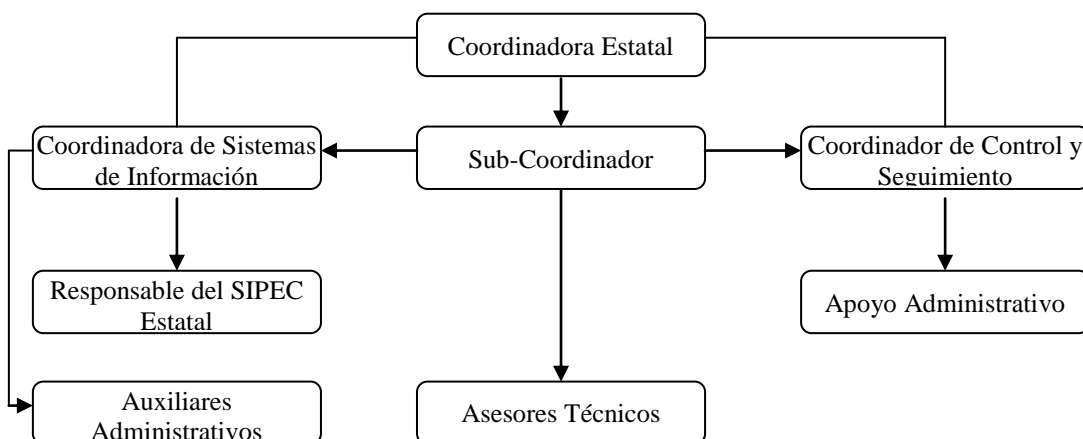 Coordinadora Estatal
Coordinadora de Sistemas
de Información
Sub-Coordinador
Coordinador de Control y
Seguimiento
Responsable del SIPEC
Estatal
Apoyo Administrativo
Auxiliares
Administrativos
Asesores Técnicos